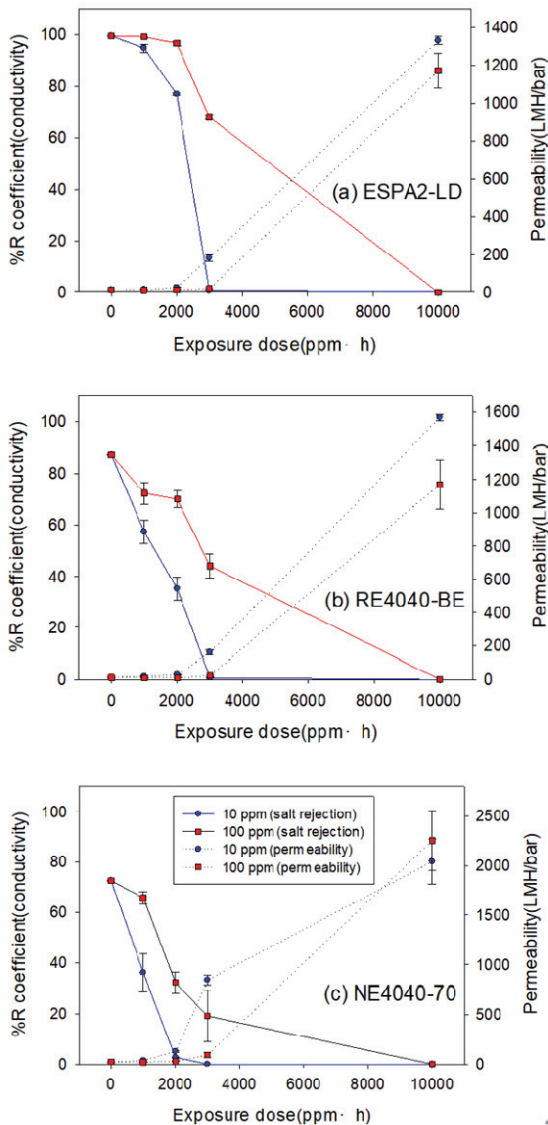 100
80
60
40
20
0
1400
1200
1000
800
600
400
200
0
%R coefficient(conductivity)
Permeability(LMH/bar)
(a) ESPA2-LD
0 2000 4000 6000 8000 10000
Exposure dose(ppm· h)
100
80
60
40
20
0
1600
1400
1200
1000
800
600
400
200
0
%R coefficient(conductivity)
Permeability(LMH/bar)
(b) RE4040-BE
0 2000 4000 6000 8000 10000
Exposure dose(ppm· h)
100
80
60
40
20
0
2500
2000
1500
1000
500
0
%R coefficient(conductivity)
Permeability(LMH/bar)
10 ppm (salt rejection)
100 ppm (salt rejection)
10 ppm (permeability)
100 ppm (permeability)
(c) NE4040-70
0 2000 4000 6000 8000 10000
Exposure dose(ppm· h)